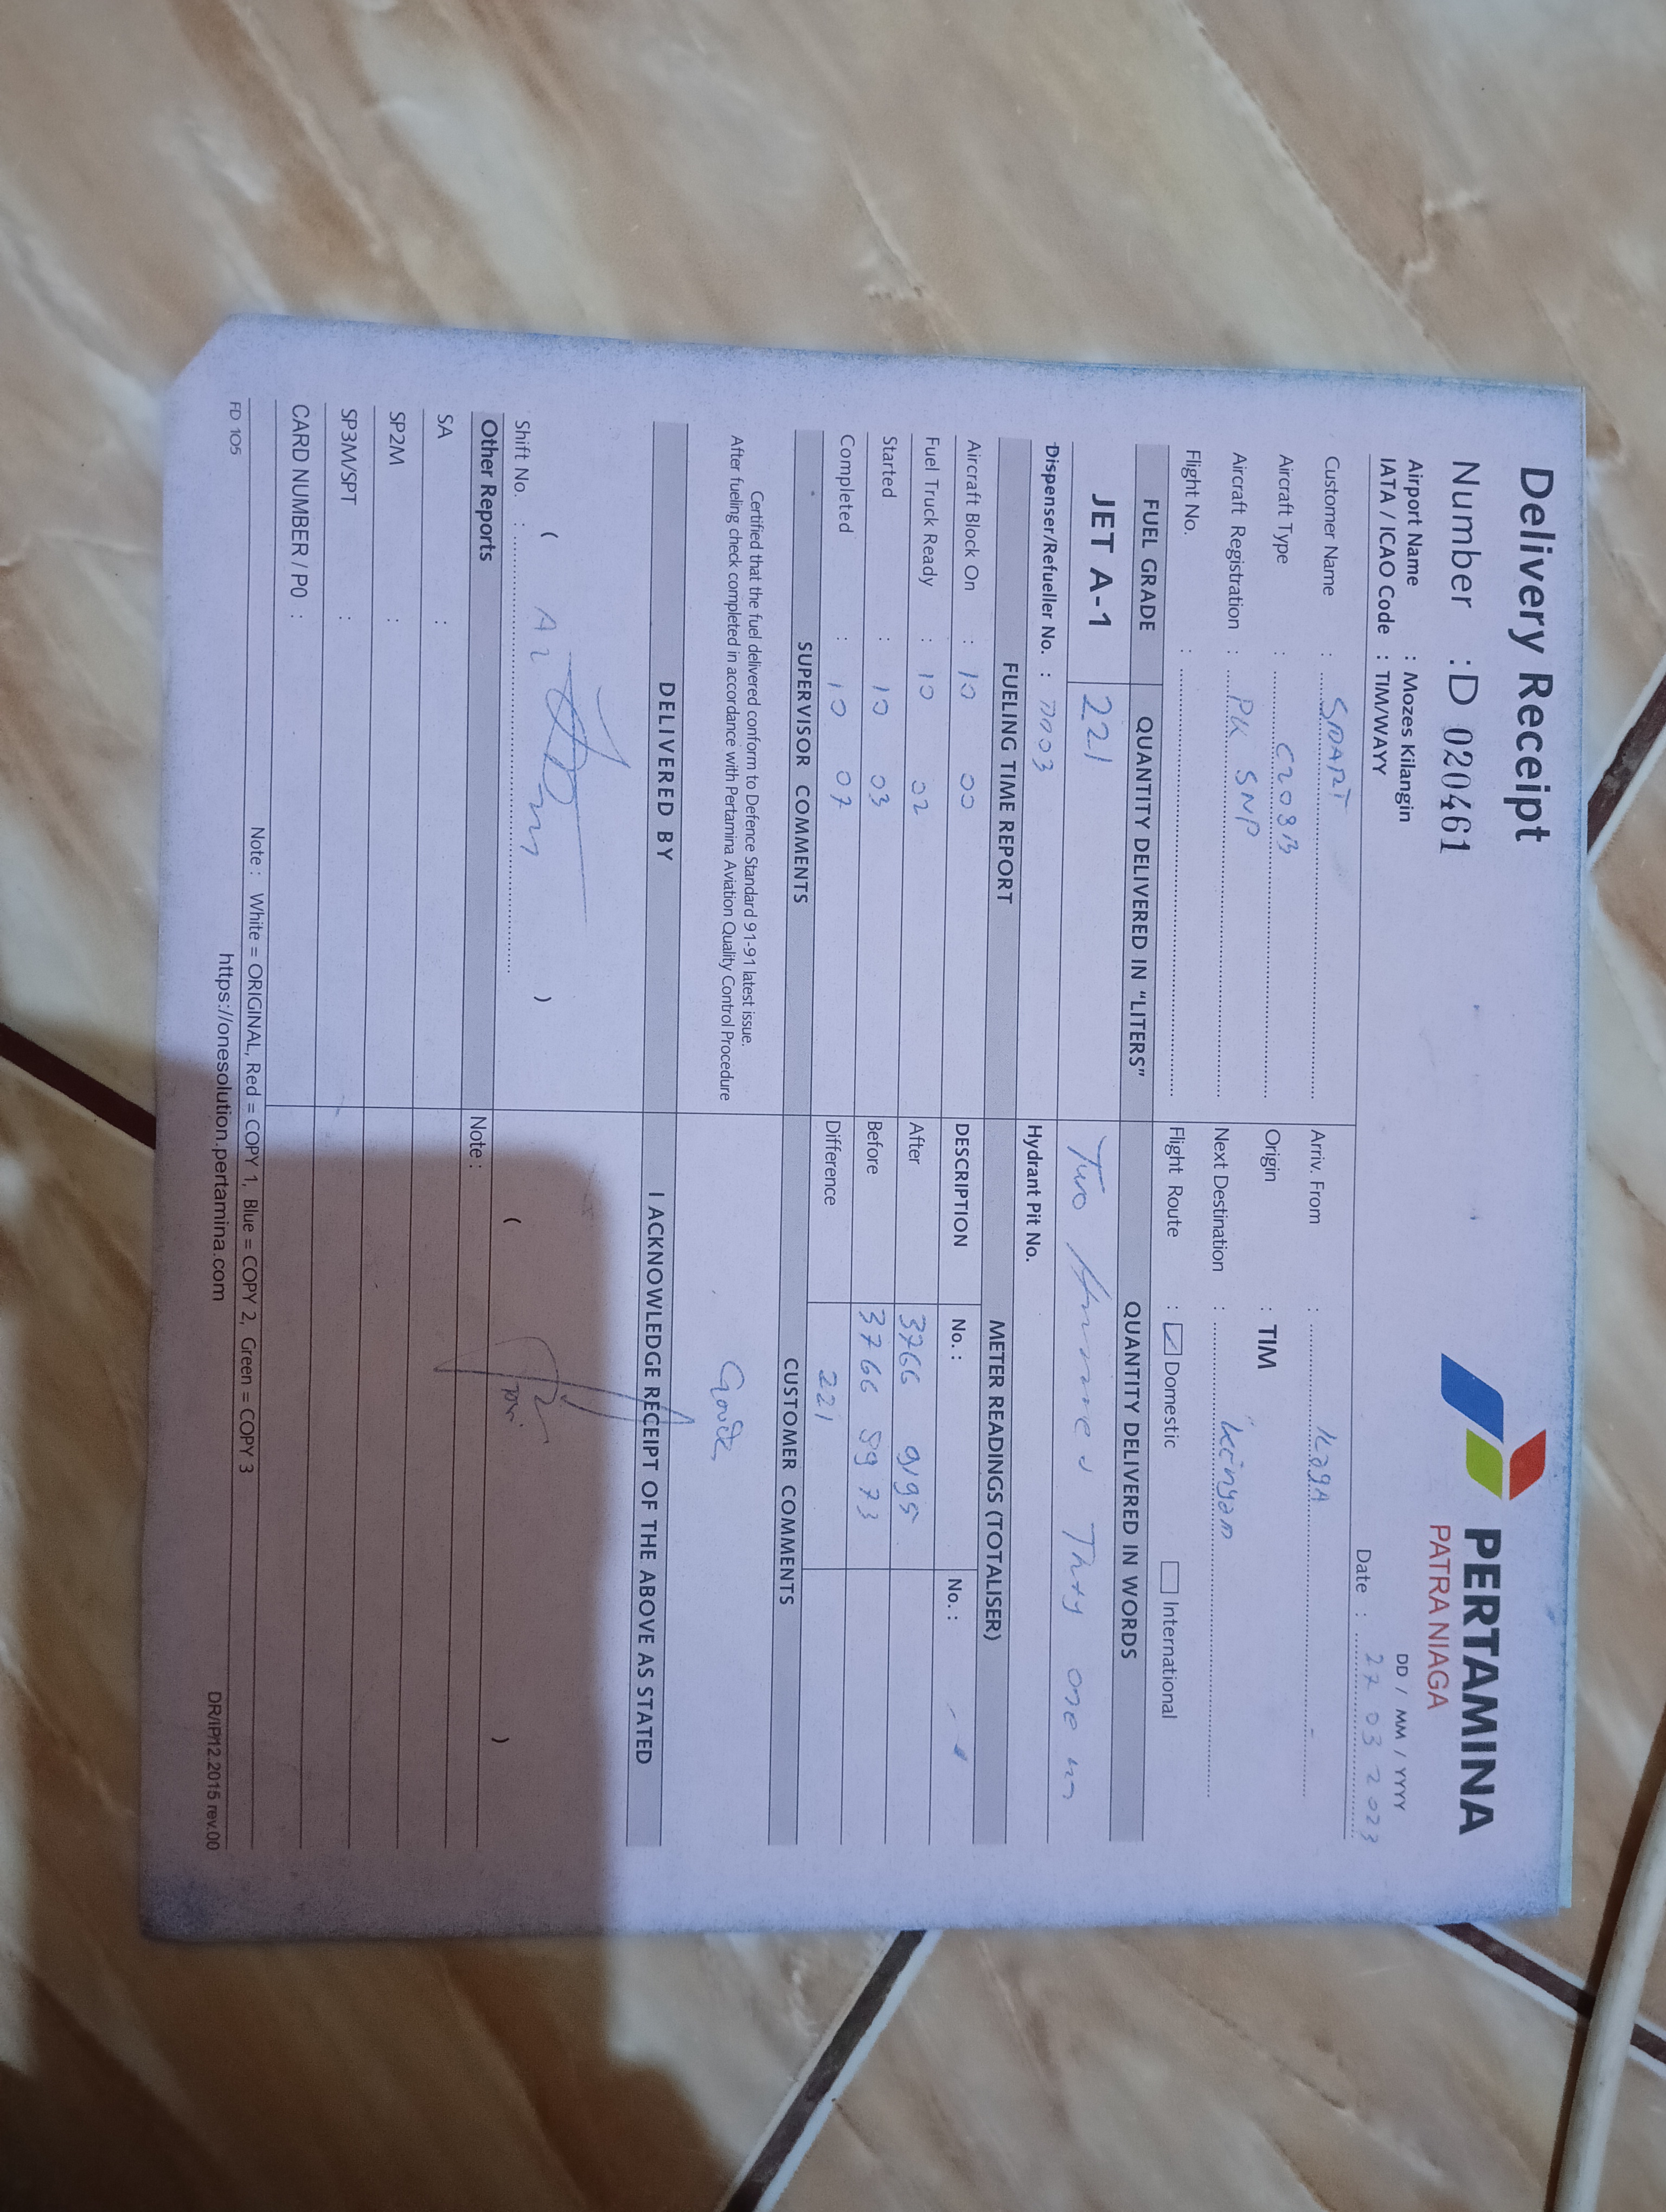 Delivery Receipt
PERTAMINA
PATRA NIAGA
Number : D 020461
Airport Name : Mozes Kilangin
IATA / ICAO Code : TIM/WAYY
DD / MM / YYYY
Date : 27 03 2023
Customer Name : SMART
Arriv. From : ilaga
Aircraft Type : C208B
Origin : TIM
Aircraft Registration : PK SNP
Next Destination : Kenyam
Flight No. :
Flight Route : Domestic International
FUEL GRADE QUANTITY DELIVERED IN "LITERS" QUANTITY DELIVERED IN WORDS
JET A-1 221 Two one
Dispenser/Refueller No. :
Hydrant Pit No.
FUELING TIME REPORT METER READINGS (TOTALISER)
Aircraft Block On : 10 00
DESCRIPTION No. : No. :
Fuel Truck Ready : 10 02
After 3766 9195
Started : 10 03
Before 3766 8973
Completed : 10 07
Difference 221
SUPERVISOR COMMENTS CUSTOMER COMMENTS
Certified that the fuel delivered conform to Defence Standard 91-91 latest issue.
After fueling check completed in accordance with Pertamina Aviation Quality Control Procedure
DELIVERED BY I ACKNOWLEDGE RECEIPT OF THE ABOVE AS STATED
( )
( )
Shift No. :
Other Reports Note :
SA :
SP2M :
SP3M/SPT :
CARD NUMBER / PO :
Note : White = ORIGINAL, Red = COPY 1, Blue = COPY 2, Green = COPY 3
FD 105 https://onesolution.pertamina.com DR/IP/12.2015 rev.00